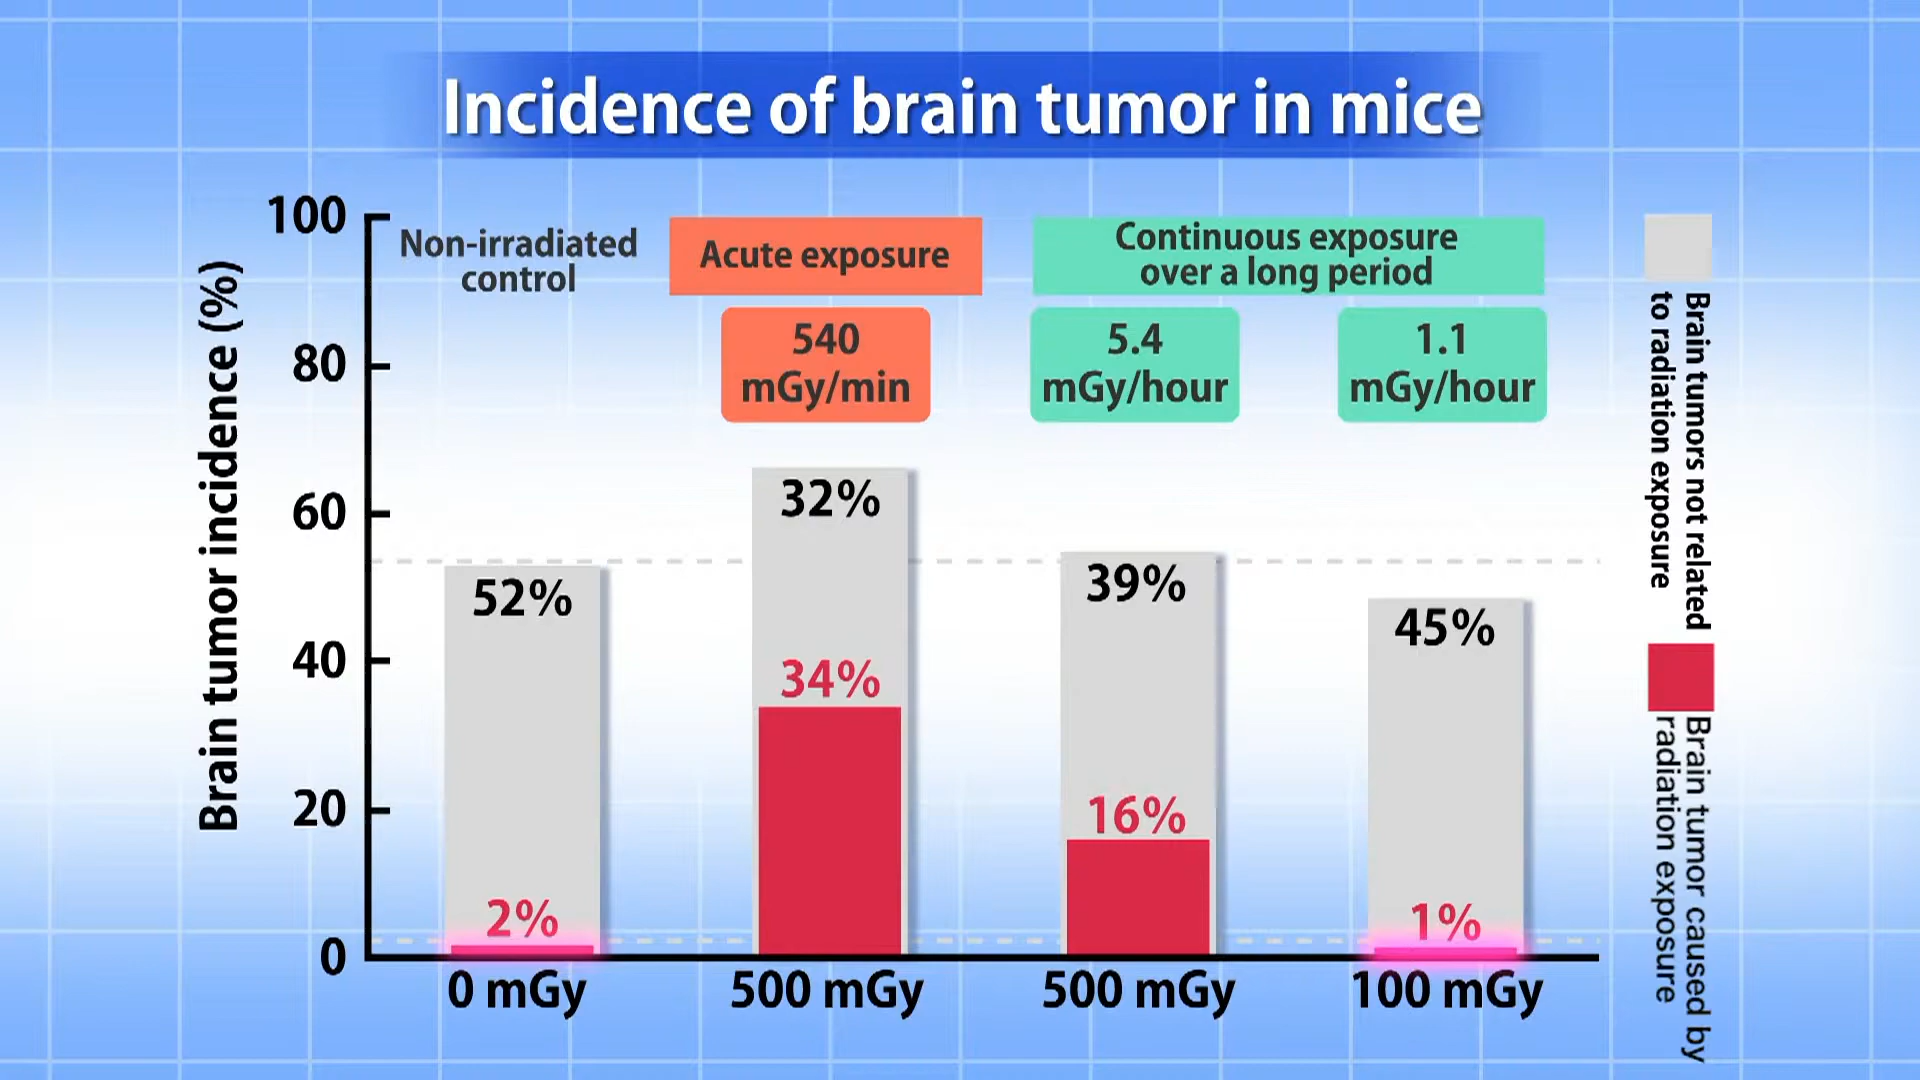 Incidence of brain tumor in mice
Brain tumor incidence (%)
100
80
60
40
20
0
Non-irradiated
control
Acute exposure
Continuous exposure
over a long period
540
mGy/min
5.4
mGy/hour
1.1
mGy/hour
52%
2%
32%
34%
39%
16%
45%
1%
0 mGy
500 mGy
500 mGy
100 mGy
Brain tumors not related
to radiation exposure
Brain tumor caused by
radiation exposure